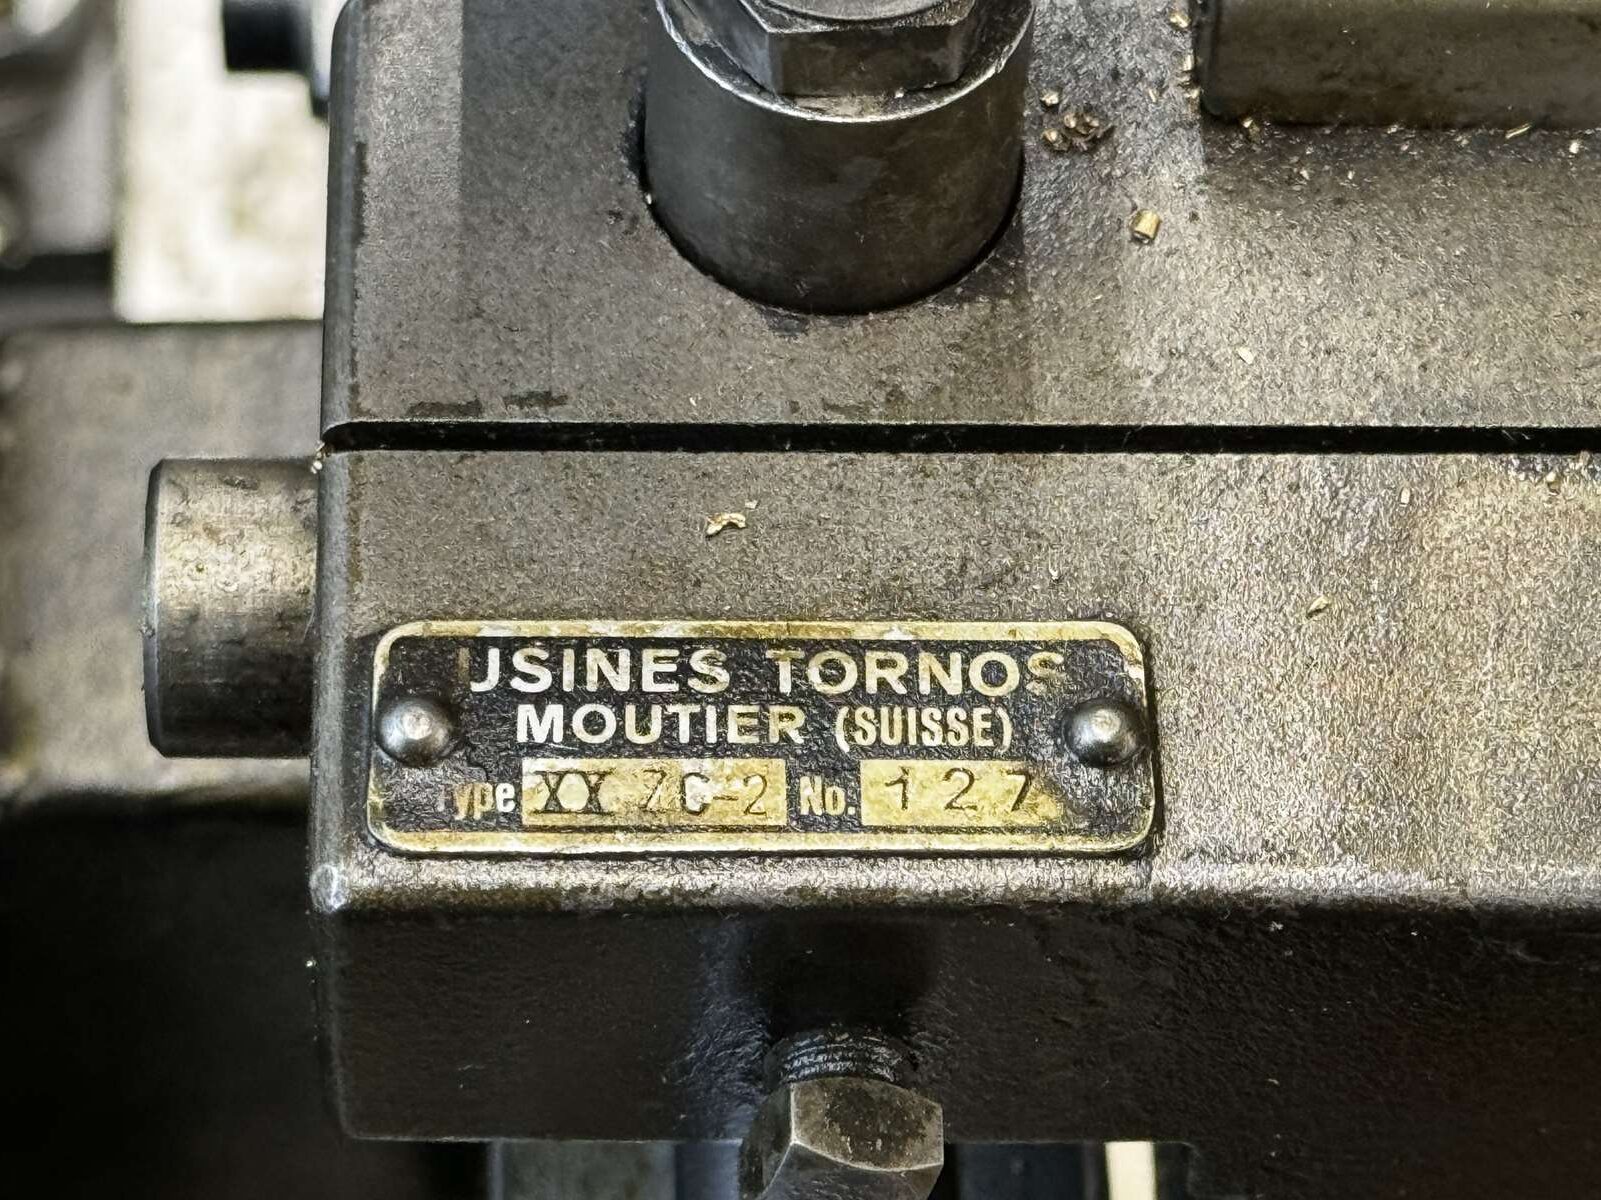 USINES TORNOS
MOUTIER (SUISSE)
Type XX 7C-2 No. 127